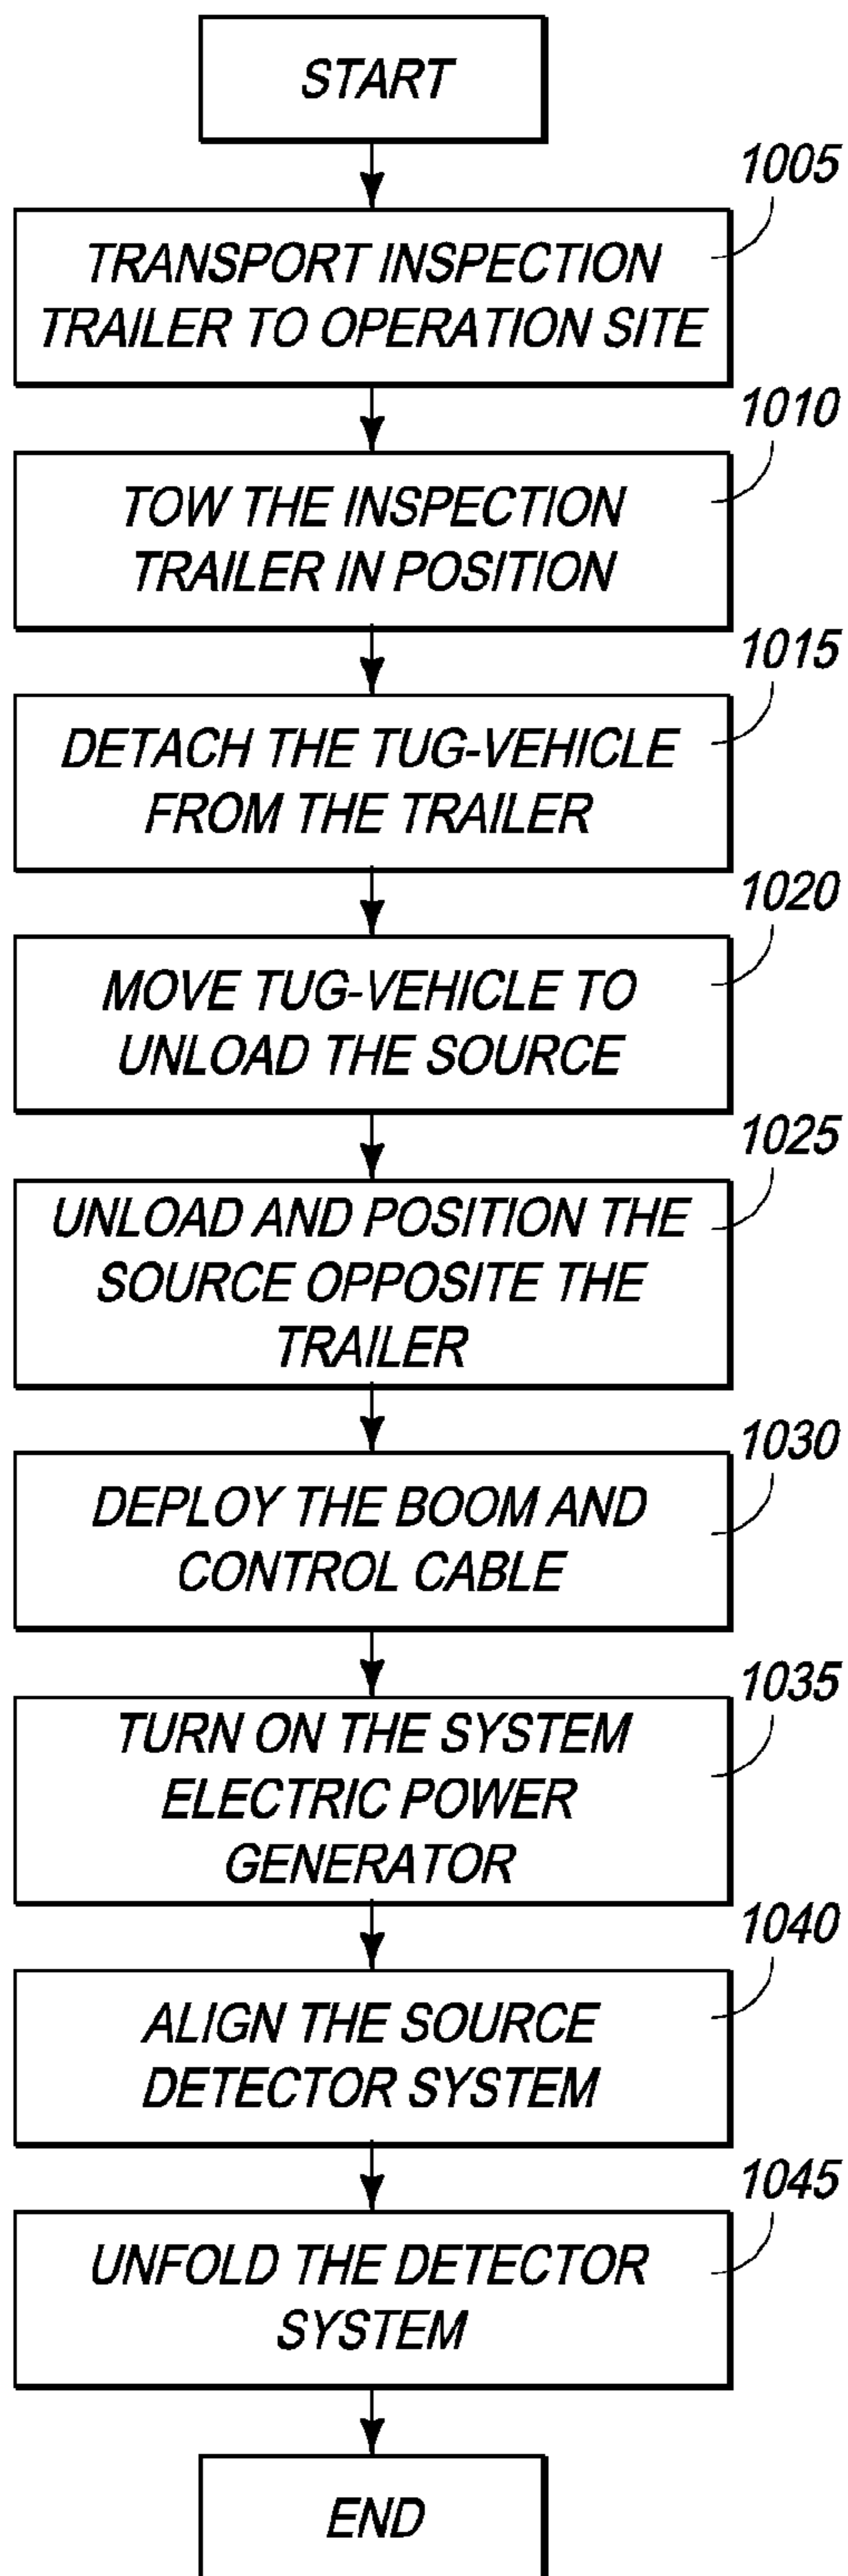 START
1005
TRANSPORT INSPECTION
TRAILER TO OPERATION SITE
1010
TOW THE INSPECTION
TRAILER IN POSITION
1015
DETACH THE TUG-VEHICLE
FROM THE TRAILER
1020
MOVE TUG-VEHICLE TO
UNLOAD THE SOURCE
1025
UNLOAD AND POSITION THE
SOURCE OPPOSITE THE
TRAILER
1030
DEPLOY THE BOOM AND
CONTROL CABLE
1035
TURN ON THE SYSTEM
ELECTRIC POWER
GENERATOR
1040
ALIGN THE SOURCE
DETECTOR SYSTEM
1045
UNFOLD THE DETECTOR
SYSTEM
END